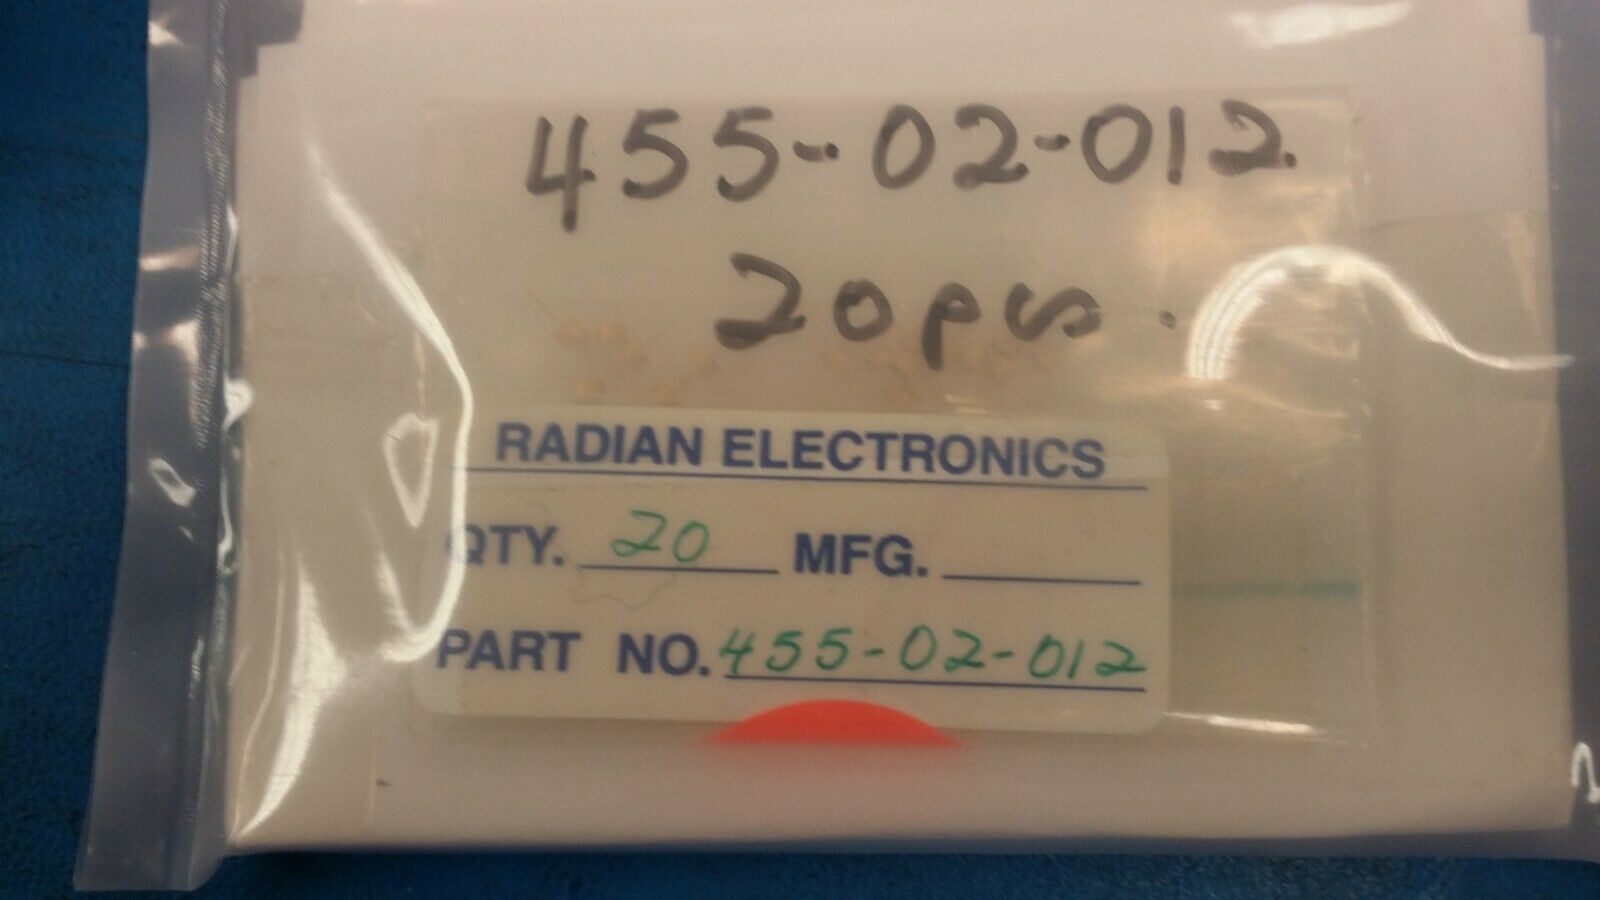 455-02-012
20pcs.
RADIAN ELECTRONICS
QTY. 20 MFG.
PART NO. 455-02-012